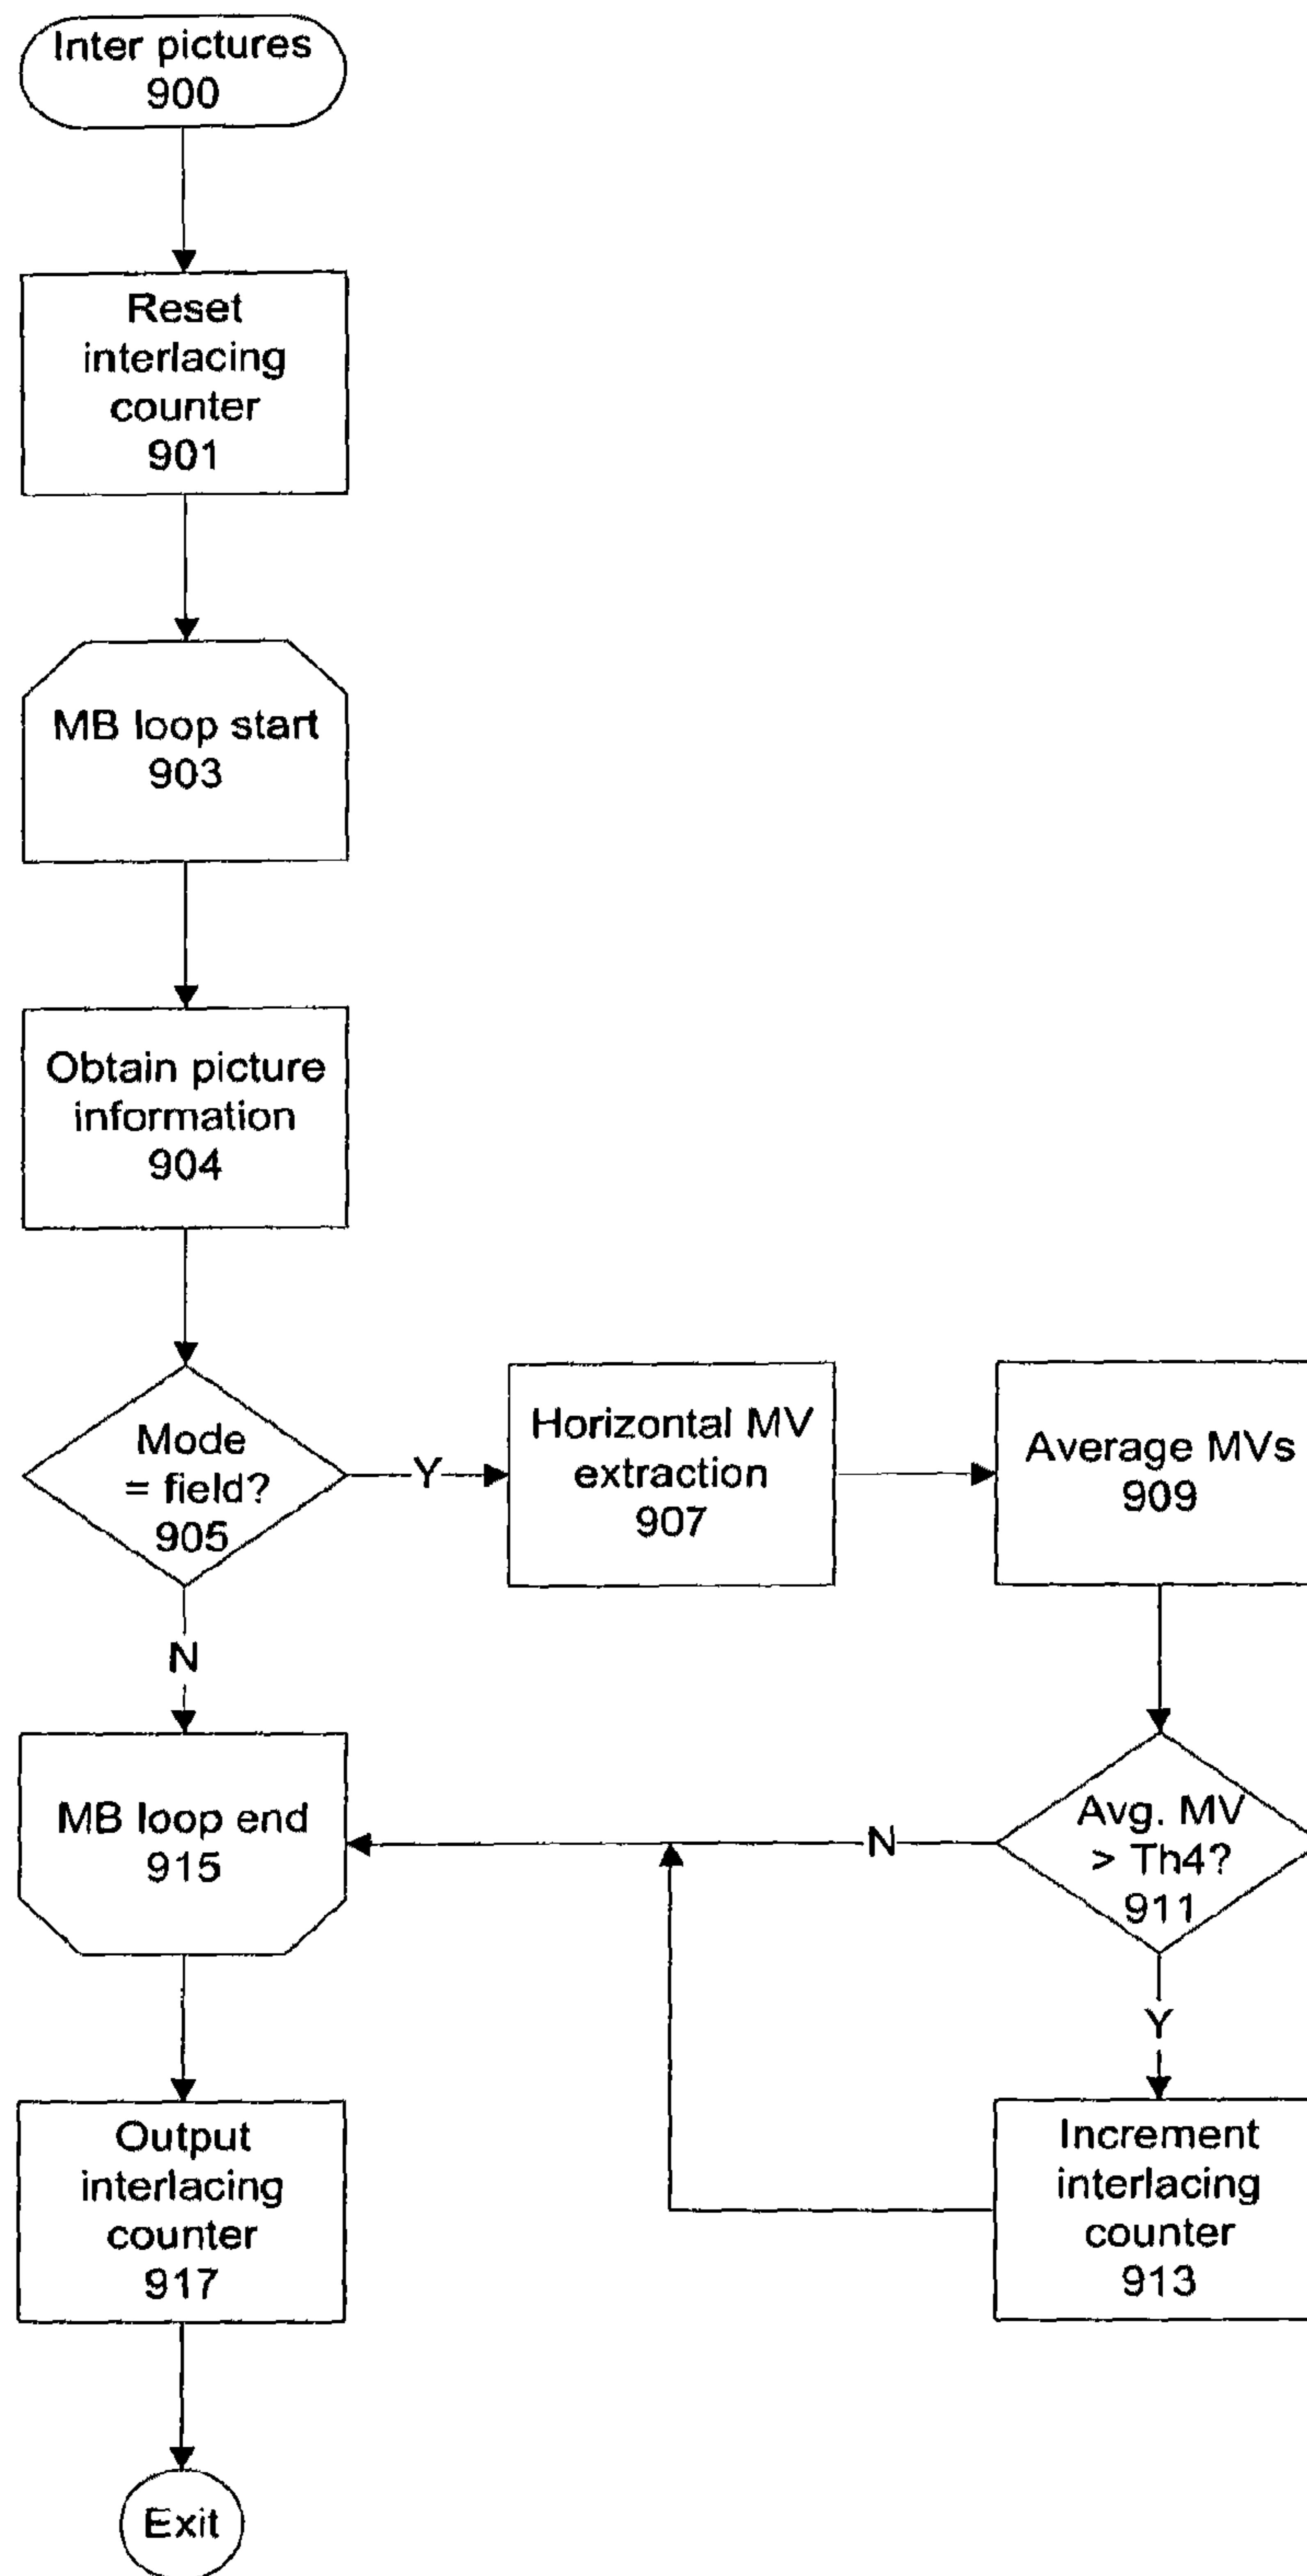 Inter pictures
900
Reset
interlacing
counter
901
MB loop start
903
Obtain picture
information
904
Mode
= field?
905
Y
Horizontal MV
extraction
907
Average MVs
909
N
MB loop end
915
N
Avg. MV
> Th4?
911
Y
Output
interlacing
counter
917
Increment
interlacing
counter
913
Exit